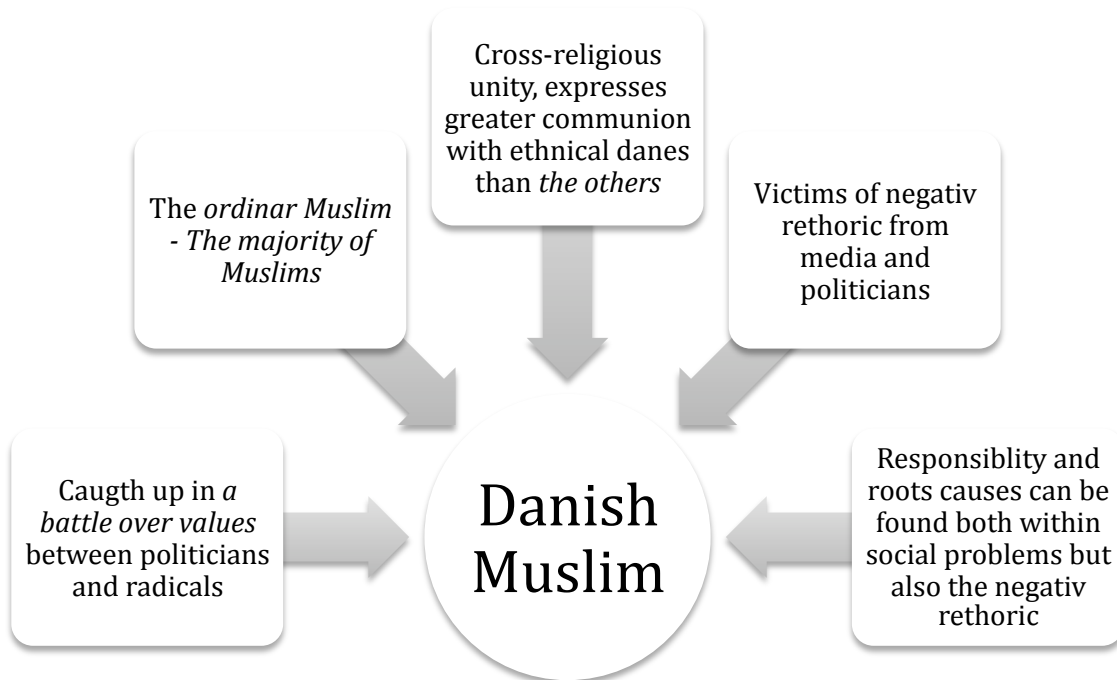 Cross-religious
unity, expresses
greater communion
with ethnical danes
than the others
The ordinar Muslim
- The majority of
Muslims
Victims of negativ
rethoric from
media and
politicians
Caugth up in a
battle over values
between politicians
and radicals
Danish
Muslim
Responsiblity and
roots causes can be
found both within
social problems but
also the negativ
rethoric